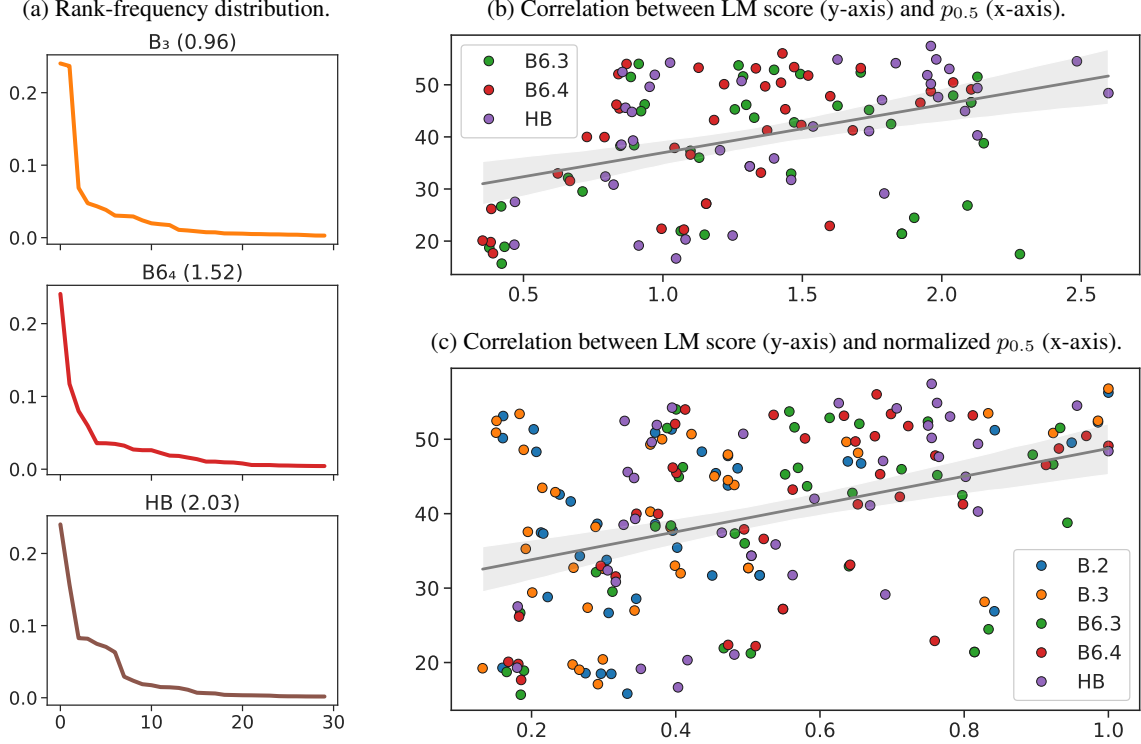 (a) Rank-frequency distribution.
B₃ (0.96)
0.2
0.1
0.0
B6₄ (1.52)
0.2
0.1
0.0
HB (2.03)
0.2
0.1
0.0
0 10 20 30
(b) Correlation between LM score (y-axis) and p₀.₅ (x-axis).
B6.3
B6.4
HB
50
40
30
20
0.5 1.0 1.5 2.0 2.5
(c) Correlation between LM score (y-axis) and normalized p₀.₅ (x-axis).
50
40
30
20
B.2
B.3
B6.3
B6.4
HB
0.2 0.4 0.6 0.8 1.0